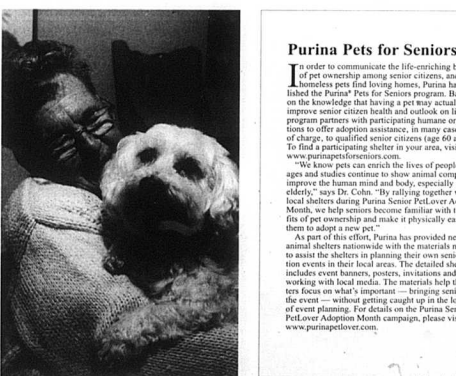 Purina Pets for Seniors
In order to communicate the life-enriching
of pet ownership among senior citizens, and
homeless pets find loving homes, Purina ha
lished the Purina® Pets for Seniors program. Ba
on the knowledge that having a pet may actual
improve senior citizen health and outlook on li
program partners with participating humane or
tions to offer adoption assistance, in many case
of charge, to qualified senior citizens (age 60 a
To find a participating shelter in your area, visi
www.purinapetsforseniors.com.
"We know pets can enrich the lives of people
ages and studies continue to show animal comp
improve the human mind and body, especially
elderly," says Dr. Cohn. "By rallying together
local shelters during Purina Senior PetLover Ad
Month, we help seniors become familiar with t
fits of pet ownership and make it physically eas
them to adopt a new pet."
As part of this effort, Purina has provided ne
animal shelters nationwide with the materials n
to assist the shelters in planning their own senio
tion events in their local areas. The detailed she
includes event banners, posters, invitations and
working with local media. The materials help th
ters focus on what's important — bringing seni
the event — without getting caught up in the lo
of event planning. For details on the Purina Sen
PetLover Adoption Month campaign, please vis
www.purinapetlover.com.